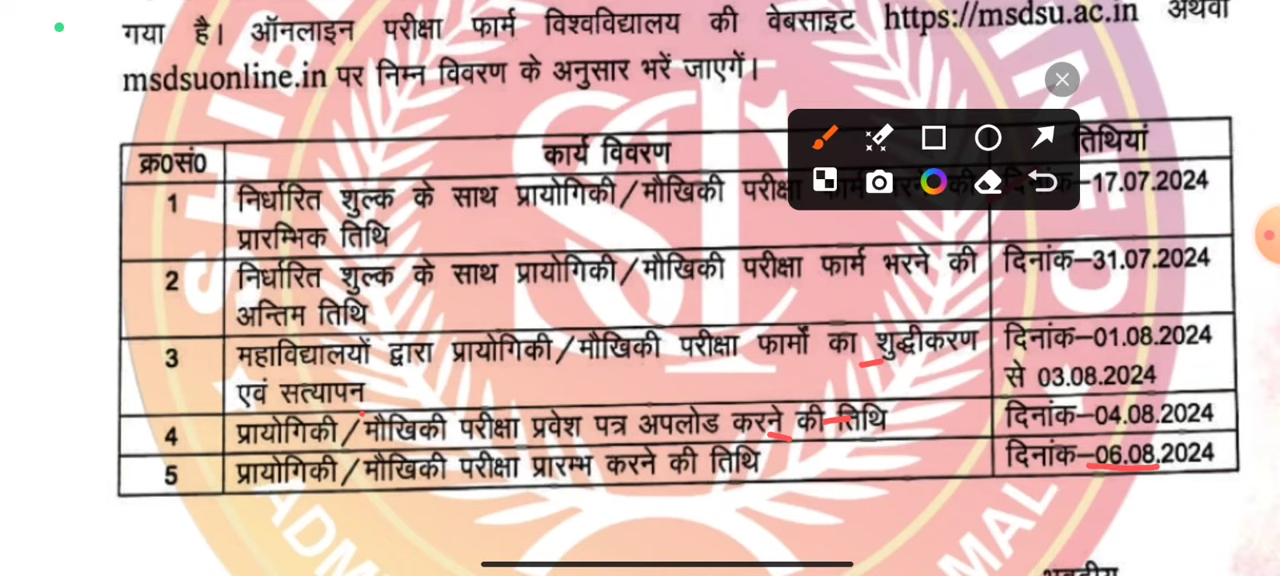 गया है। ऑनलाइन परीक्षा फार्म विश्वविद्यालय की वेबसाइट https://msdsu.ac.in अथवा
msdsuonline.in पर निम्न विवरण के अनुसार भरें जाएगें।
क्र0सं0 कार्य विवरण तिथियां
1 निर्धारित शुल्क के साथ प्रायोगिकी/मौखिकी परीक्षा दिनांक–17.07.2024
प्रारम्भिक तिथि
2 निर्धारित शुल्क के साथ प्रायोगिकी/मौखिकी परीक्षा फार्म भरने की दिनांक–31.07.2024
अन्तिम तिथि
3 महाविद्यालयों द्वारा प्रायोगिकी/मौखिकी परीक्षा फार्मों का शुद्धीकरण दिनांक–01.08.2024
एवं सत्यापन से 03.08.2024
4 प्रायोगिकी/मौखिकी परीक्षा प्रवेश पत्र अपलोड करने की तिथि दिनांक–04.08.2024
5 प्रायोगिकी/मौखिकी परीक्षा प्रारम्भ करने की तिथि दिनांक–06.08.2024